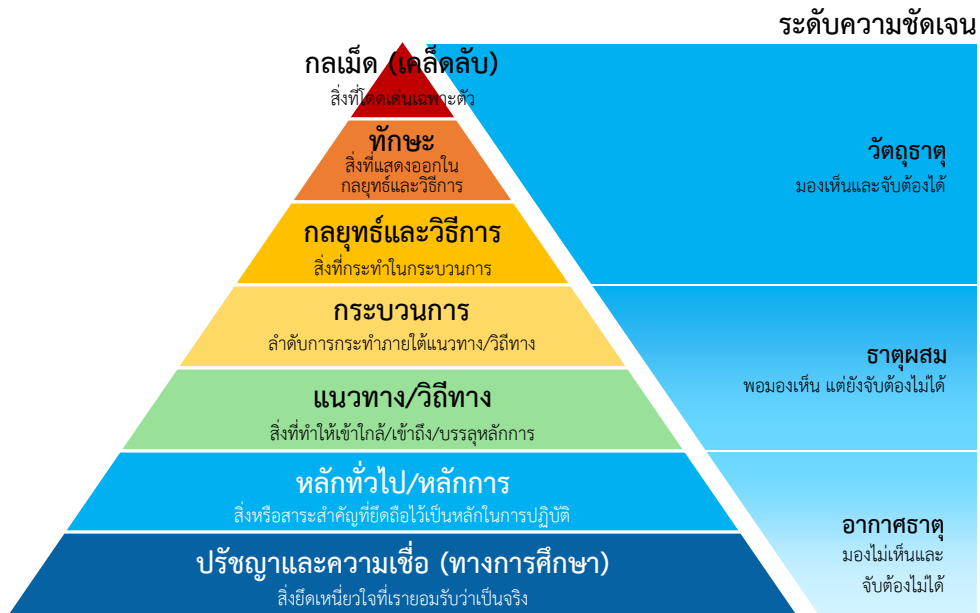 ระดับความชัดเจน
กลเม็ด (เคล็ดลับ)
สิ่งที่โดดเด่นเฉพาะตัว
ทักษะ
สิ่งที่แสดงออกใน
กลยุทธ์และวิธีการ
กลยุทธ์และวิธีการ
สิ่งที่กระทำในกระบวนการ
กระบวนการ
ลำดับการกระทำภายใต้แนวทาง/วิถีทาง
แนวทาง/วิถีทาง
สิ่งที่ทำให้เข้าใกล้/เข้าถึง/บรรลุหลักการ
หลักทั่วไป/หลักการ
สิ่งหรือสาระสำคัญที่ยึดถือไว้เป็นหลักในการปฏิบัติ
ปรัชญาและความเชื่อ (ทางการศึกษา)
สิ่งยึดเหนี่ยวใจที่เรายอมรับว่าเป็นจริง
วัตถุธาตุ
มองเห็นและจับต้องได้
ธาตุผสม
พอมองเห็น แต่ยังจับต้องไม่ได้
อากาศธาตุ
มองไม่เห็นและ
จับต้องไม่ได้